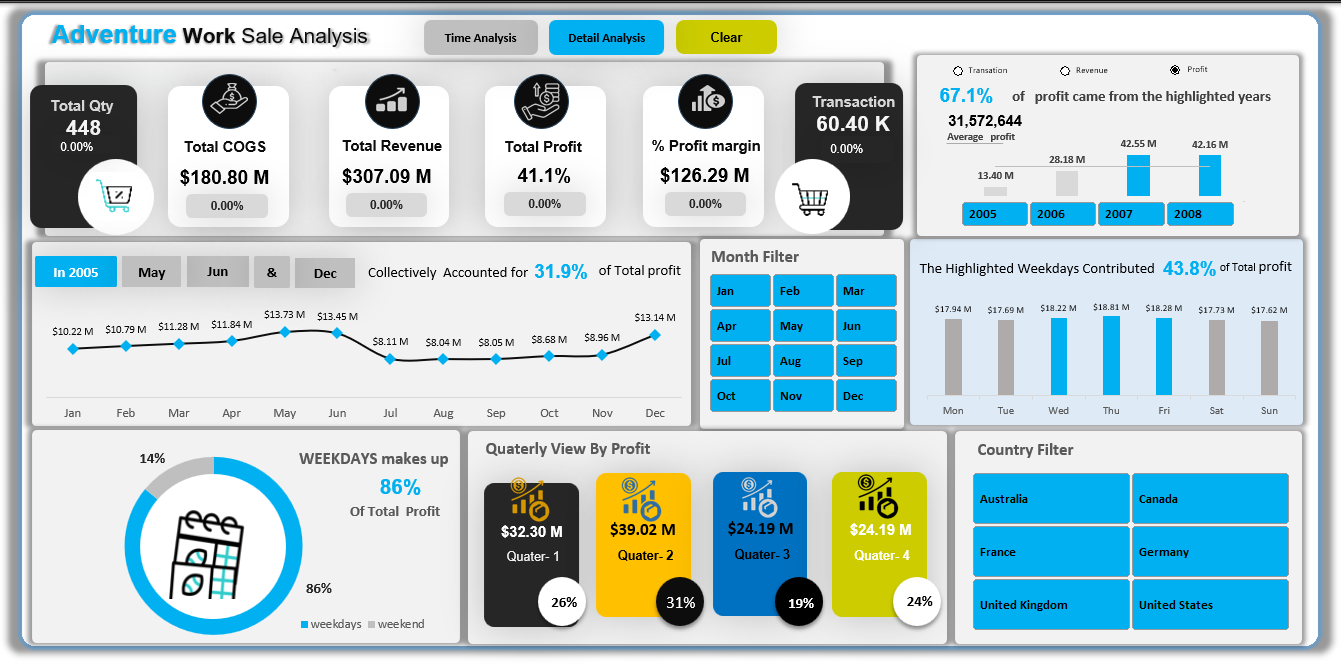 Adventure Work Sale Analysis
Time Analysis
Detail Analysis
Clear
Total Qty
448
0.00%
Total COGS
$180.80 M
0.00%
Total Revenue
$307.09 M
0.00%
Total Profit
41.1%
0.00%
% Profit margin
$126.29 M
0.00%
Transaction
60.40 K
0.00%
Transation
Revenue
Profit
67.1% of profit came from the highlighted years
31,572,644
Average profit
13.40 M
28.18 M
42.55 M
42.16 M
2005
2006
2007
2008
In 2005
May
Jun
&
Dec
Collectively Accounted for 31.9% of Total profit
$10.22 M
$10.79 M
$11.28 M
$11.84 M
$13.73 M
$13.45 M
$8.11 M
$8.04 M
$8.05 M
$8.68 M
$8.96 M
$13.14 M
Jan
Feb
Mar
Apr
May
Jun
Jul
Aug
Sep
Oct
Nov
Dec
Month Filter
Jan
Feb
Mar
Apr
May
Jun
Jul
Aug
Sep
Oct
Nov
Dec
The Highlighted Weekdays Contributed 43.8% of Total profit
$17.94 M
$17.69 M
$18.22 M
$18.81 M
$18.28 M
$17.73 M
$17.62 M
Mon
Tue
Wed
Thu
Fri
Sat
Sun
14%
86%
WEEKDAYS makes up
86%
Of Total Profit
weekdays
weekend
Quaterly View By Profit
$32.30 M
Quater- 1
26%
$39.02 M
Quater- 2
31%
$24.19 M
Quater- 3
19%
$24.19 M
Quater- 4
24%
Country Filter
Australia
Canada
France
Germany
United Kingdom
United States